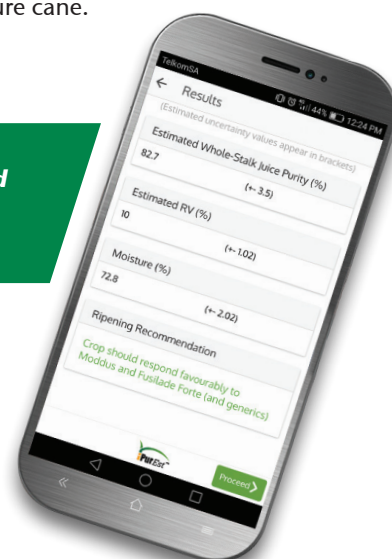 ure cane.
d
TelkomSA 44% 12:24 PM
Results
(Estimated uncertainty values appear in brackets)
Estimated Whole-Stalk Juice Purity (%)
82.7 (+- 3.5)
Estimated RV (%)
10 (+- 1.02)
Moisture (%)
72.8 (+- 2.02)
Ripening Recommendation
Crop should respond favourably to
Moddus and Fusilade Forte (and generics)
PurEst™
Proceed